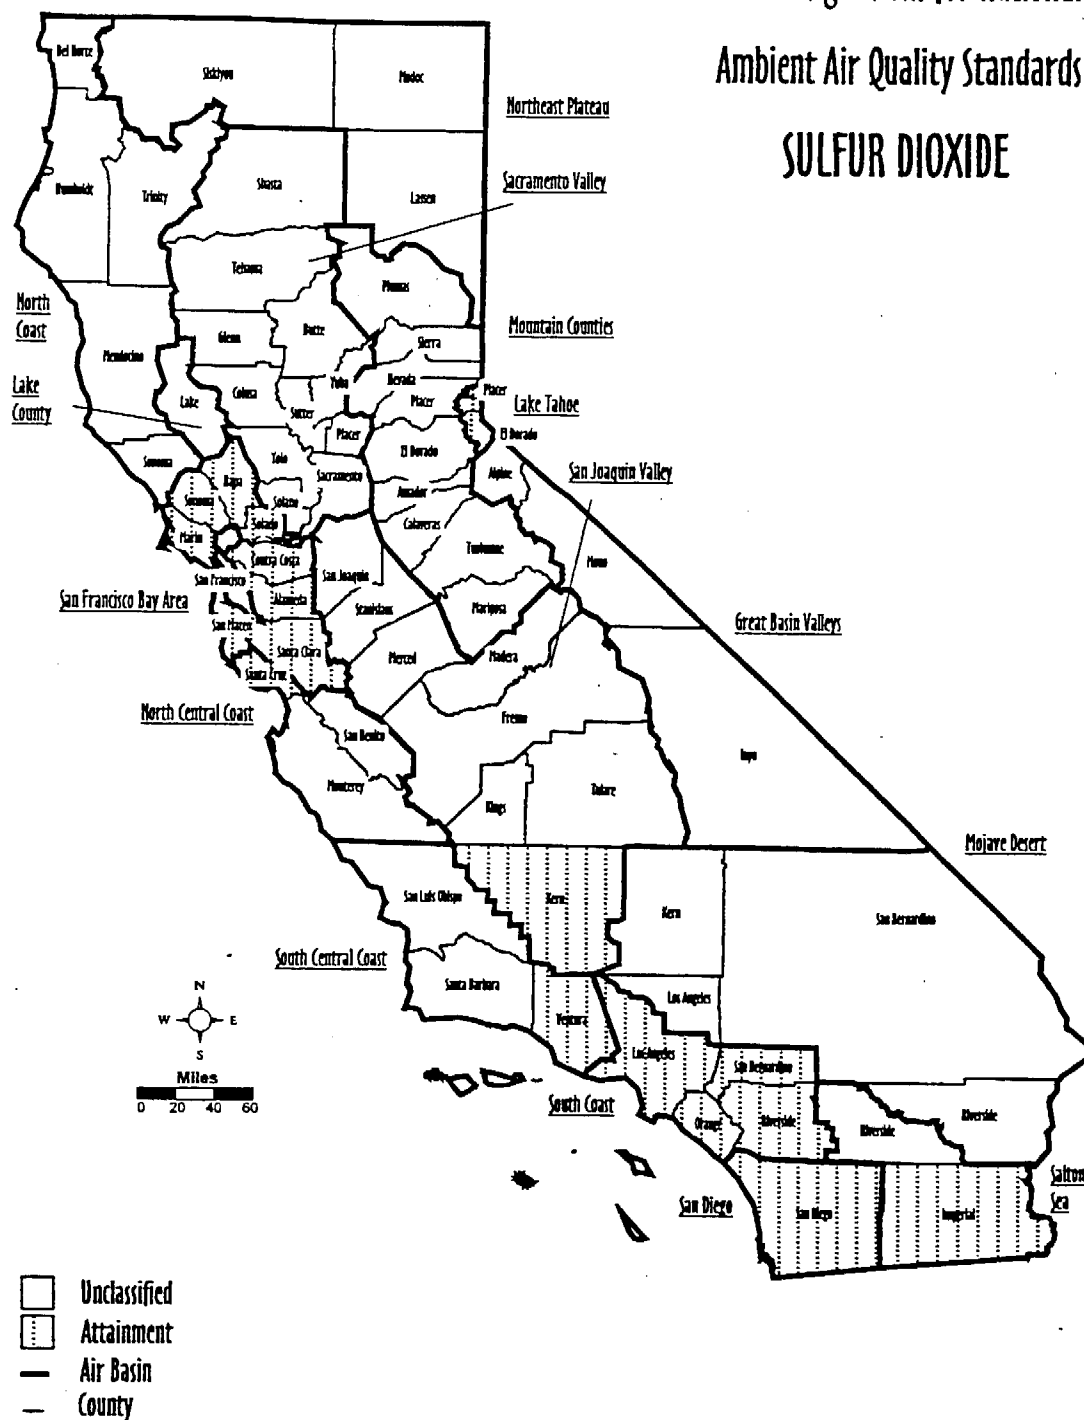 Ambient Air Quality Standards
SULFUR DIOXIDE
Del Norte
Siskiyou
Modoc
Northeast Plateau
Sacramento Valley
Humboldt
Trinity
Shasta
Lassen
Tehama
Plumas
North
Coast
Mendocino
Glenn
Butte
Sierra
Mountain Counties
Lake
County
Lake
Colusa
Yuba
Nevada
Placer
Placer
Lake Tahoe
Sutter
Placer
El Dorado
El Dorado
Sonoma
Napa
Yolo
Sacramento
Amador
Alpine
San Joaquin Valley
Sonoma
Solano
Solano
Calaveras
Marin
Contra Costa
Tuolumne
Mono
San Francisco
Alameda
San Joaquin
San Francisco Bay Area
Stanislaus
Mariposa
Great Basin Valleys
San Mateo
Santa Clara
Merced
Madera
Santa Cruz
North Central Coast
San Benito
Fresno
Monterey
Kings
Tulare
Inyo
Mojave Desert
San Luis Obispo
Kern
Kern
San Bernardino
South Central Coast
Santa Barbara
Ventura
Los Angeles
Los Angeles
San Bernardino
N
W
E
S
Miles
0 20 40 60
South Coast
Orange
Riverside
Riverside
Riverside
Salton
Sea
San Diego
San Diego
Imperial
Unclassified
Attainment
Air Basin
County